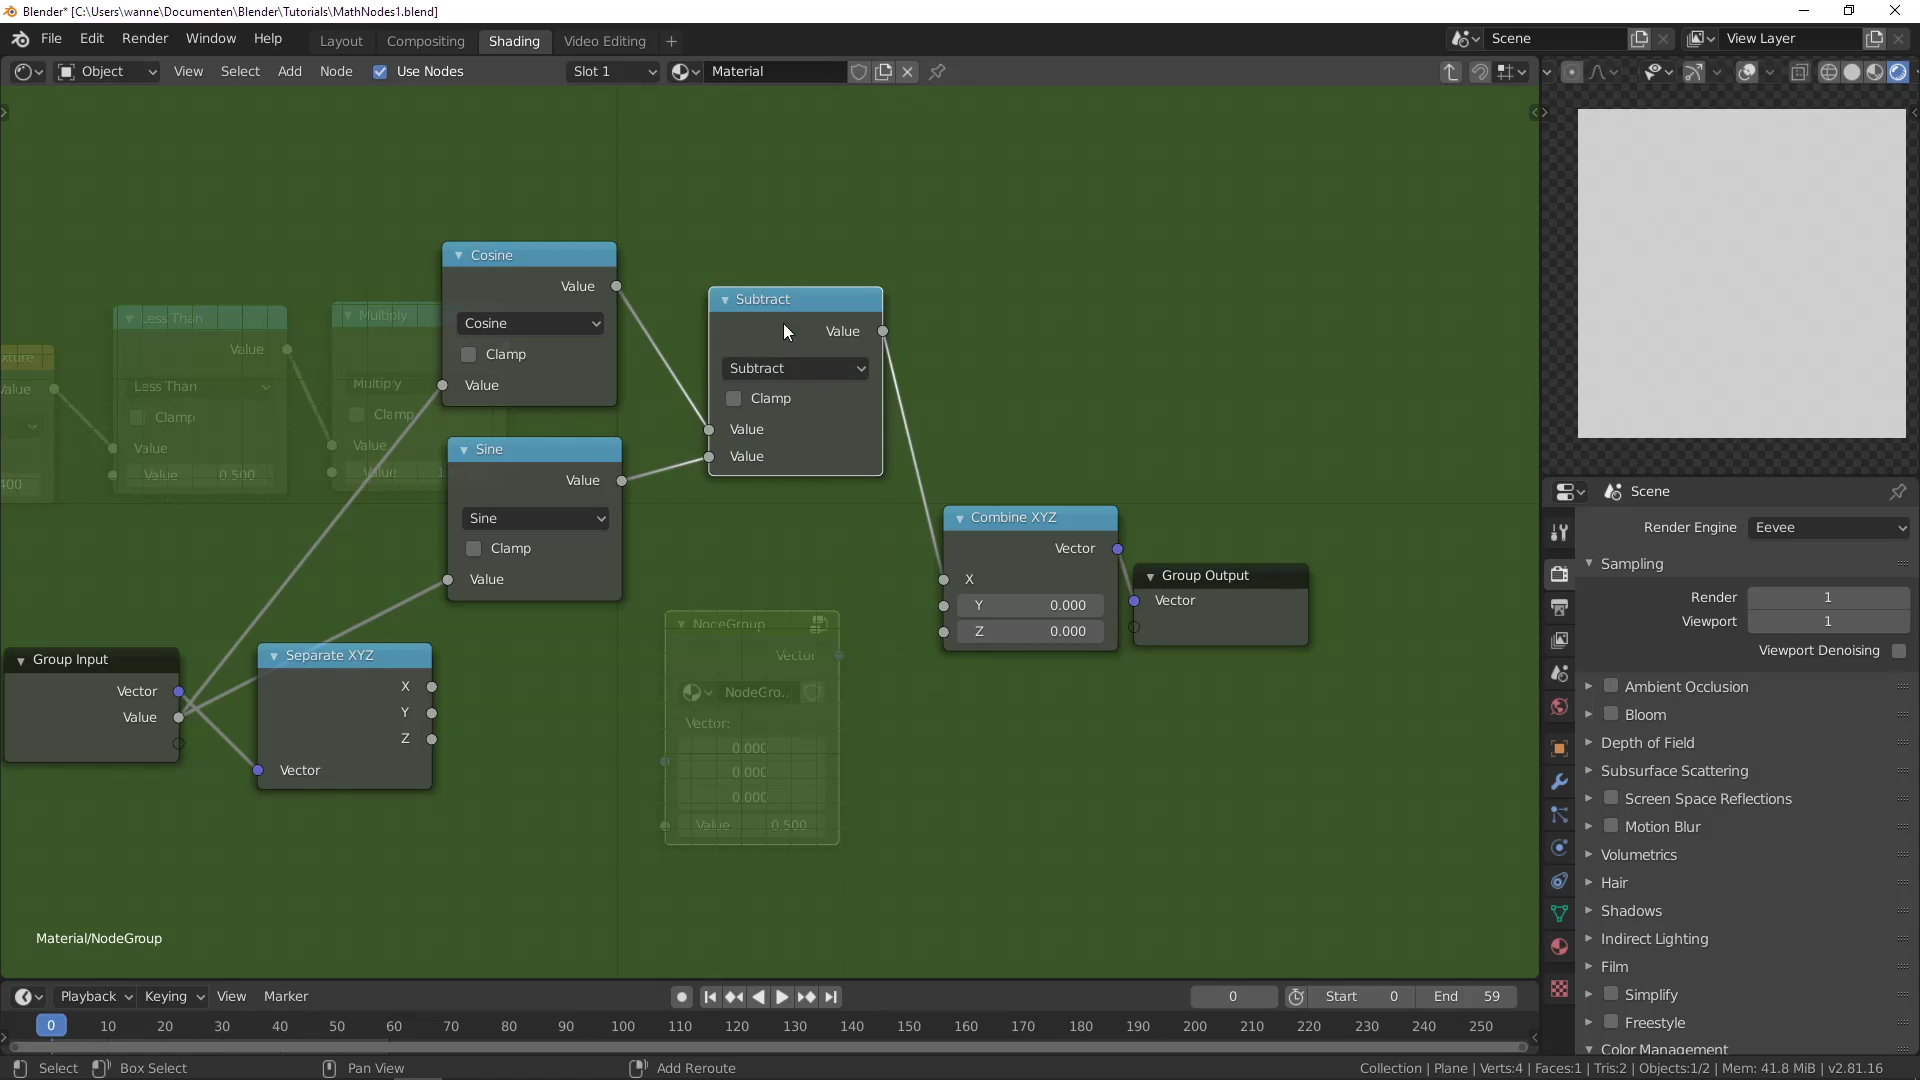 Blender* [C:\Users\wanne\Documenten\Blender\Tutorials\MathNodes1.blend]
File Edit Render Window Help Layout Compositing Shading Video Editing + Scene View Layer
Object View Select Add Node Use Nodes Slot 1 Material
Cosine
Value
Cosine
Clamp
Value
Subtract
Value
Subtract
Clamp
Value
Value
Less Than
Value
Less Than
Clamp
Value
Value 0.500
Multiply
Multiply
Clamp
Value
Value
Sine
Value
Sine
Clamp
Value
Combine XYZ
Vector
X
Y 0.000
Z 0.000
Group Output
Vector
Group Input
Vector
Value
Separate XYZ
X
Y
Z
Vector
NodeGroup
Vector
NodeGro..
Vector:
0.000
0.000
0.000
Value 0.500
Material/NodeGroup
Scene
Render Engine Eevee
Sampling
Render 1
Viewport 1
Viewport Denoising
Ambient Occlusion
Bloom
Depth of Field
Subsurface Scattering
Screen Space Reflections
Motion Blur
Volumetrics
Hair
Shadows
Indirect Lighting
Film
Simplify
Freestyle
Color Management
Playback Keying View Marker 0 Start 0 End 59
0 10 20 30 40 50 60 70 80 90 100 110 120 130 140 150 160 170 180 190 200 210 220 230 240 250
Select Box Select Pan View Add Reroute Collection | Plane | Verts:4 | Faces:1 | Tris:2 | Objects:1/2 | Mem: 41.8 MiB | v2.81.16